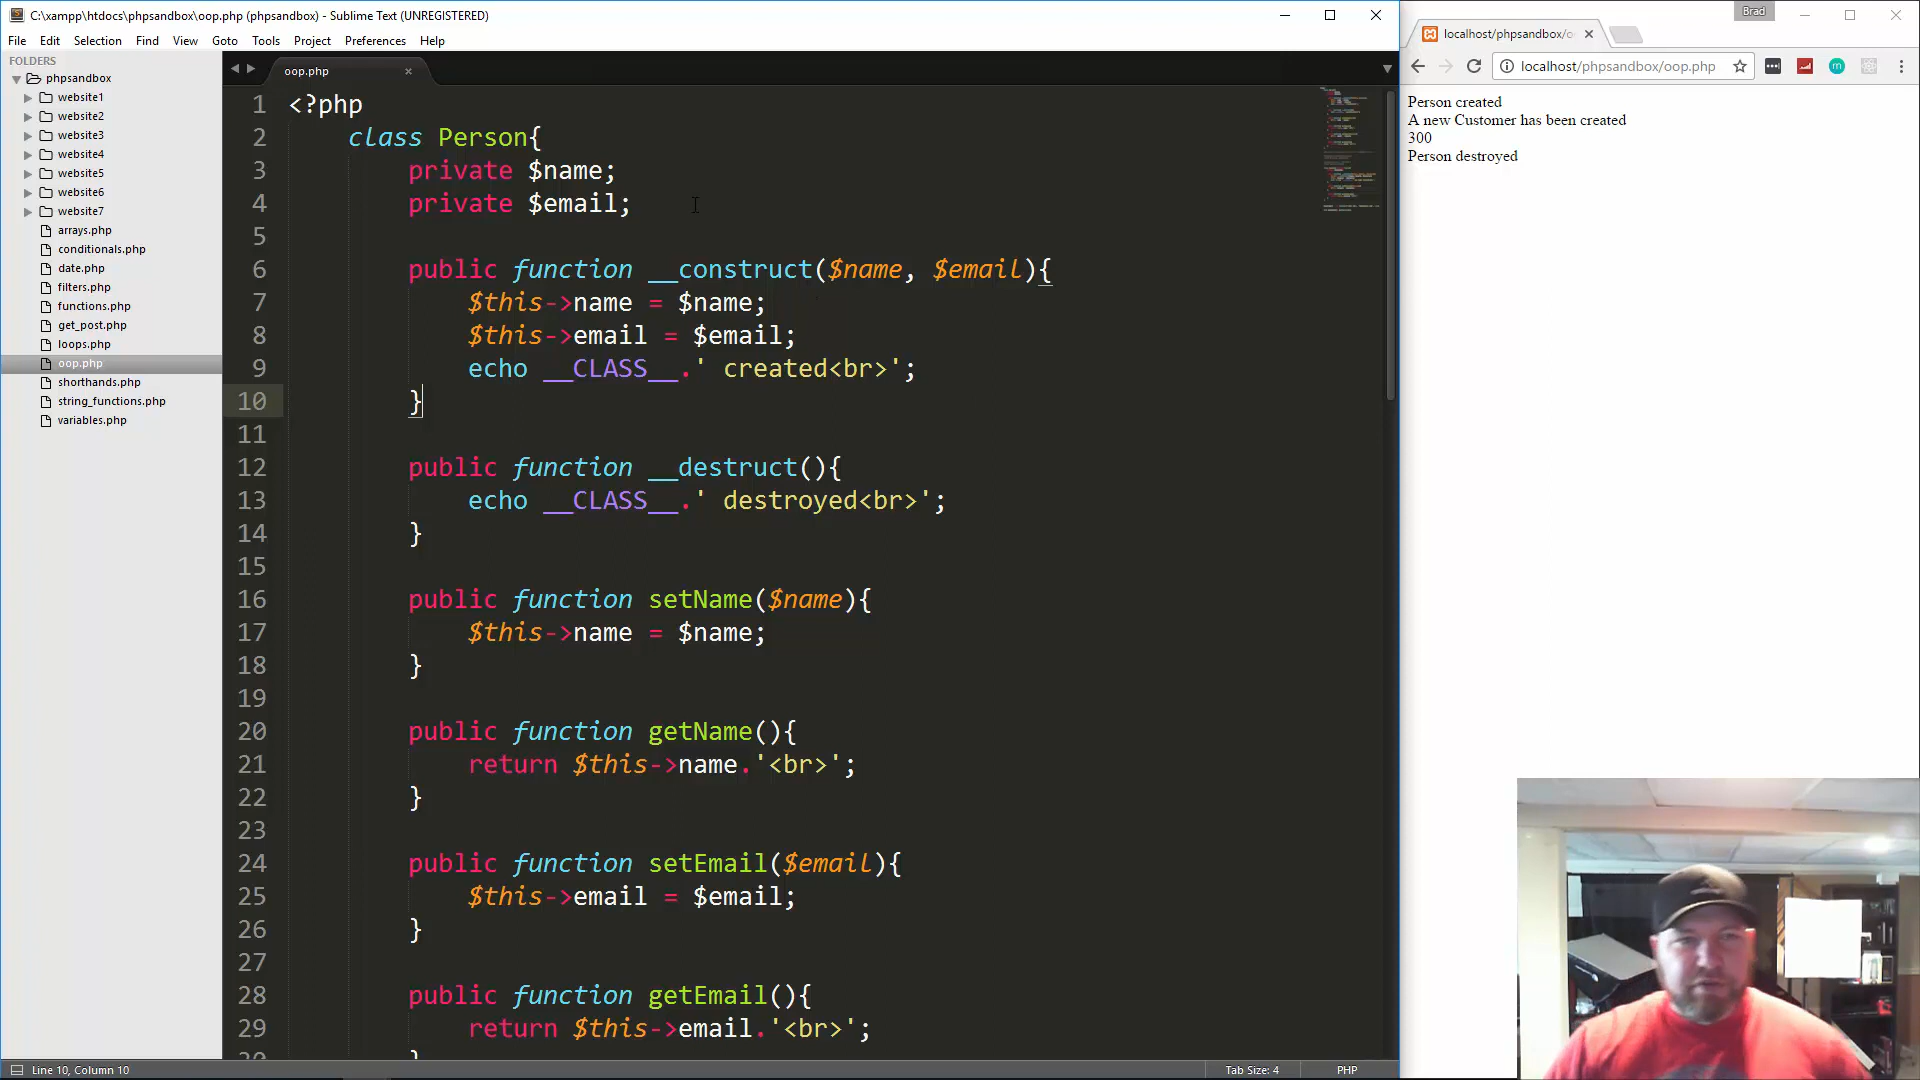 C:\xampp\htdocs\phpsandbox\oop.php (phpsandbox) - Sublime Text (UNREGISTERED)
File Edit Selection Find View Goto Tools Project Preferences Help
FOLDERS
phpsandbox
website1
website2
website3
website4
website5
website6
website7
arrays.php
conditionals.php
date.php
filters.php
functions.php
get_post.php
loops.php
oop.php
shorthands.php
string_functions.php
variables.php
oop.php
1 <?php
2 class Person{
3 private $name;
4 private $email;
5
6 public function __construct($name, $email){
7 $this->name = $name;
8 $this->email = $email;
9 echo __CLASS__.' created<br>';
10 }
11
12 public function __destruct(){
13 echo __CLASS__.' destroyed<br>';
14 }
15
16 public function setName($name){
17 $this->name = $name;
18 }
19
20 public function getName(){
21 return $this->name.'<br>';
22 }
23
24 public function setEmail($email){
25 $this->email = $email;
26 }
27
28 public function getEmail(){
29 return $this->email.'<br>';
30 }
Line 10, Column 10
Tab Size: 4
PHP
Brad
localhost/phpsandbox/o
localhost/phpsandbox/oop.php
Person created
A new Customer has been created
300
Person destroyed